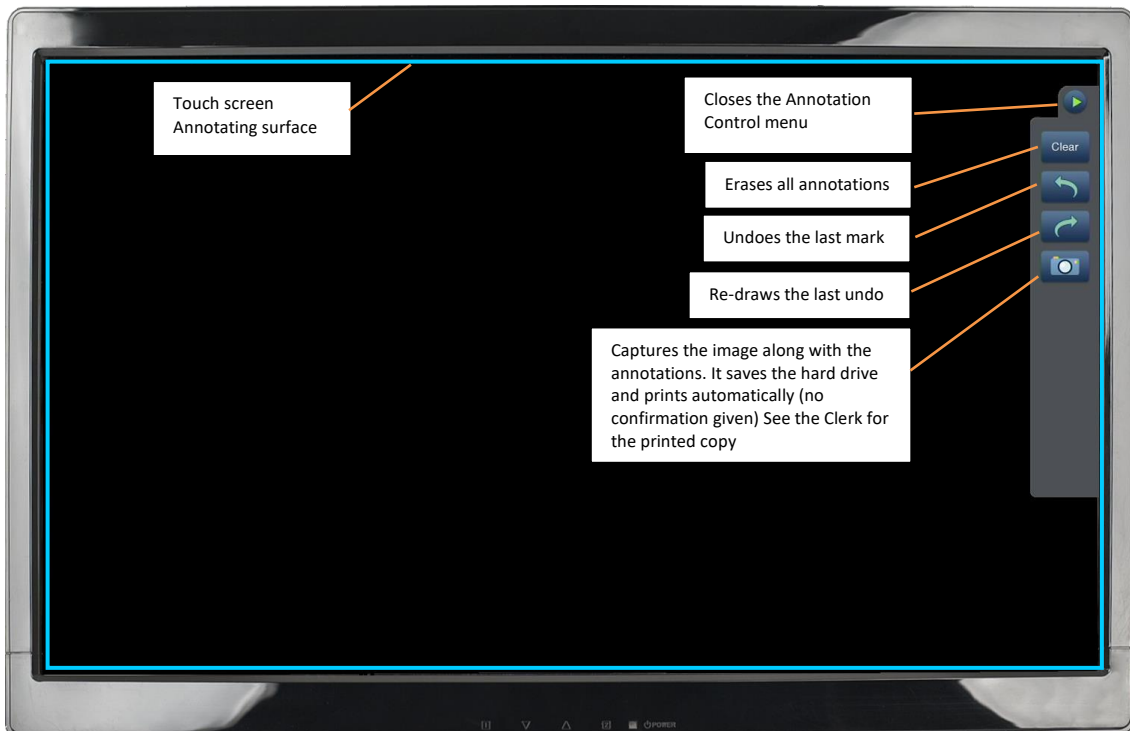 Touch screen
Annotating surface
Closes the Annotation
Control menu
Clear
Erases all annotations
Undoes the last mark
Re-draws the last undo
Captures the image along with the
annotations. It saves the hard drive
and prints automatically (no
confirmation given) See the Clerk for
the printed copy
[1] [2] POWER